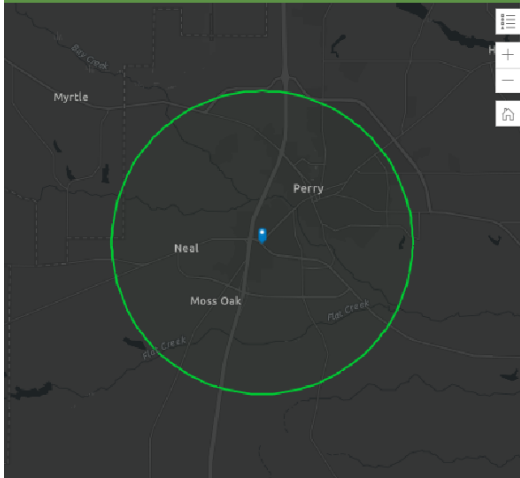 Bay Creek
H
Myrtle
Perry
Neal
Moss Oak
Flat Creek
Flat Creek